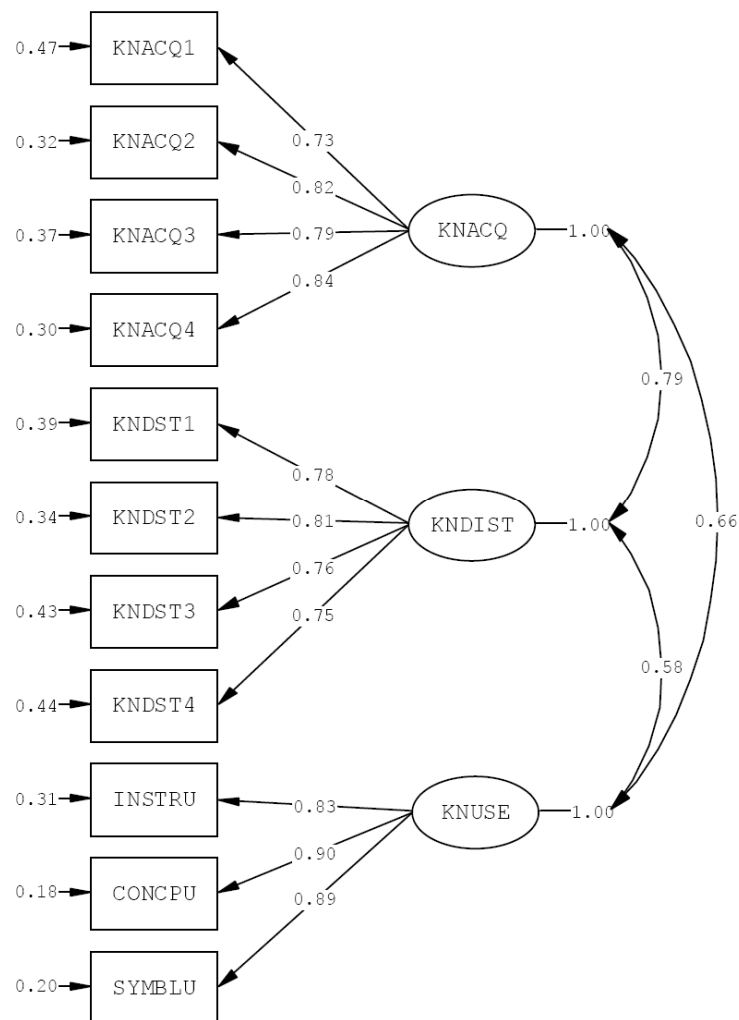 0.47 KNACQ1
0.73
0.32 KNACQ2
0.82
KNACQ 1.00
0.37 KNACQ3
0.79
0.84
0.30 KNACQ4
0.79
0.39 KNDST1
0.78
0.34 KNDST2
0.81
KNDIST 1.00
0.66
0.76
0.43 KNDST3
0.75
0.58
0.44 KNDST4
0.31 INSTRU
0.83
KNUSE 1.00
0.90
0.18 CONCPU
0.89
0.20 SYMBLU